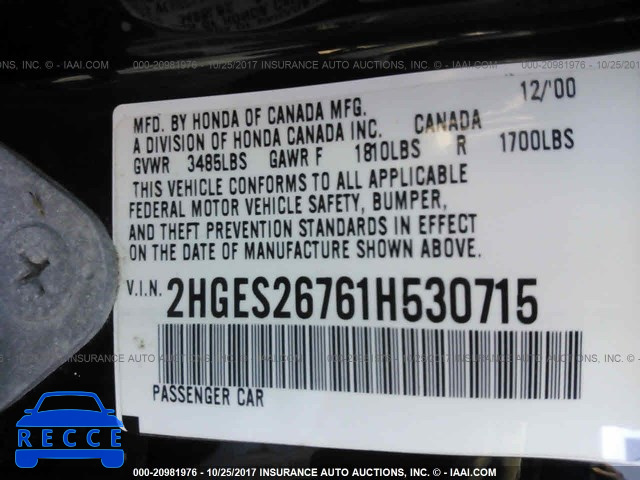 MFD. BY HONDA OF CANADA MFG. 12/'00
A DIVISION OF HONDA CANADA INC. CANADA
GVWR 3485LBS GAWR F 1810LBS R 1700LBS
THIS VEHICLE CONFORMS TO ALL APPLICABLE
FEDERAL MOTOR VEHICLE SAFETY, BUMPER,
AND THEFT PREVENTION STANDARDS IN EFFECT
ON THE DATE OF MANUFACTURE SHOWN ABOVE.
V.I.N. 2HGES26761H530715
PASSENGER CAR
RECCE
000-20981976 - 10/25/2017 INSURANCE AUTO AUCTIONS, INC. - © IAAI.COM